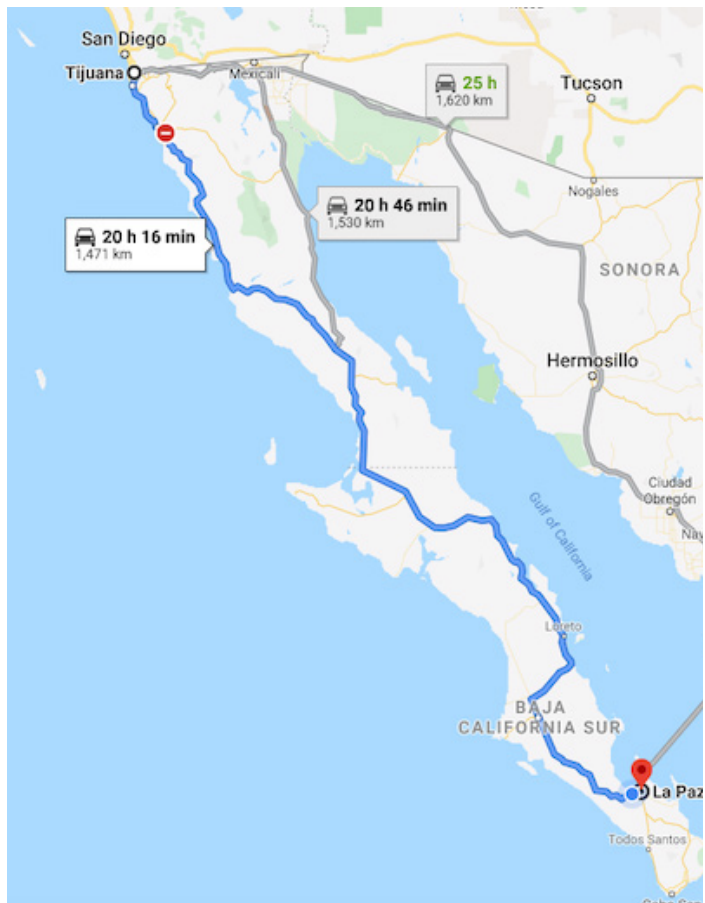 San Diego
Tijuana
Mexicali
25 h
1,620 km
Tucson
Nogales
20 h 46 min
1,530 km
20 h 16 min
1,471 km
SONORA
Hermosillo
Ciudad
Obregón
Gulf of California
Loreto
BAJA
CALIFORNIA SUR
La Paz
Todos Santos